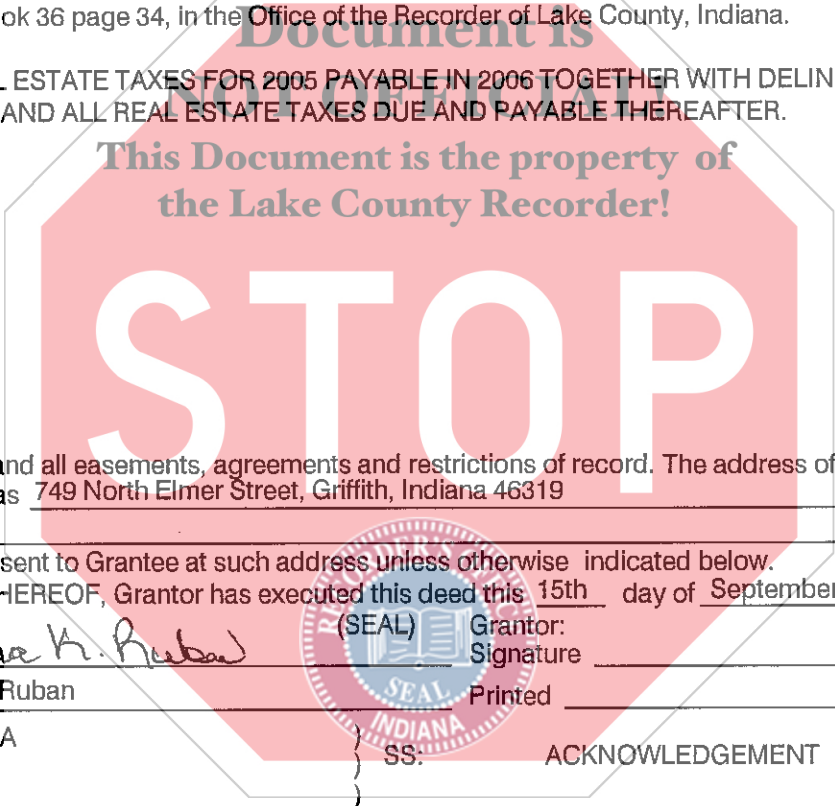 ok 36 page 34, in the Office of the Recorder of Lake County, Indiana.
Document is
L ESTATE TAXES FOR 2005 PAYABLE IN 2006 TOGETHER WITH DELIN
NOT OFFICIAL!
AND ALL REAL ESTATE TAXES DUE AND PAYABLE THEREAFTER.
This Document is the property of
the Lake County Recorder!
STOP
and all easements, agreements and restrictions of record. The address of
as 749 North Elmer Street, Griffith, Indiana 46319
sent to Grantee at such address unless otherwise indicated below.
HEREOF, Grantor has executed this deed this 15th day of September
(SEAL) Grantor:
K. Ruban Signature
Ruban Printed
A ) SS: ACKNOWLEDGEMENT
)
)
RECORDER'S OFFICE
SEAL
INDIANA